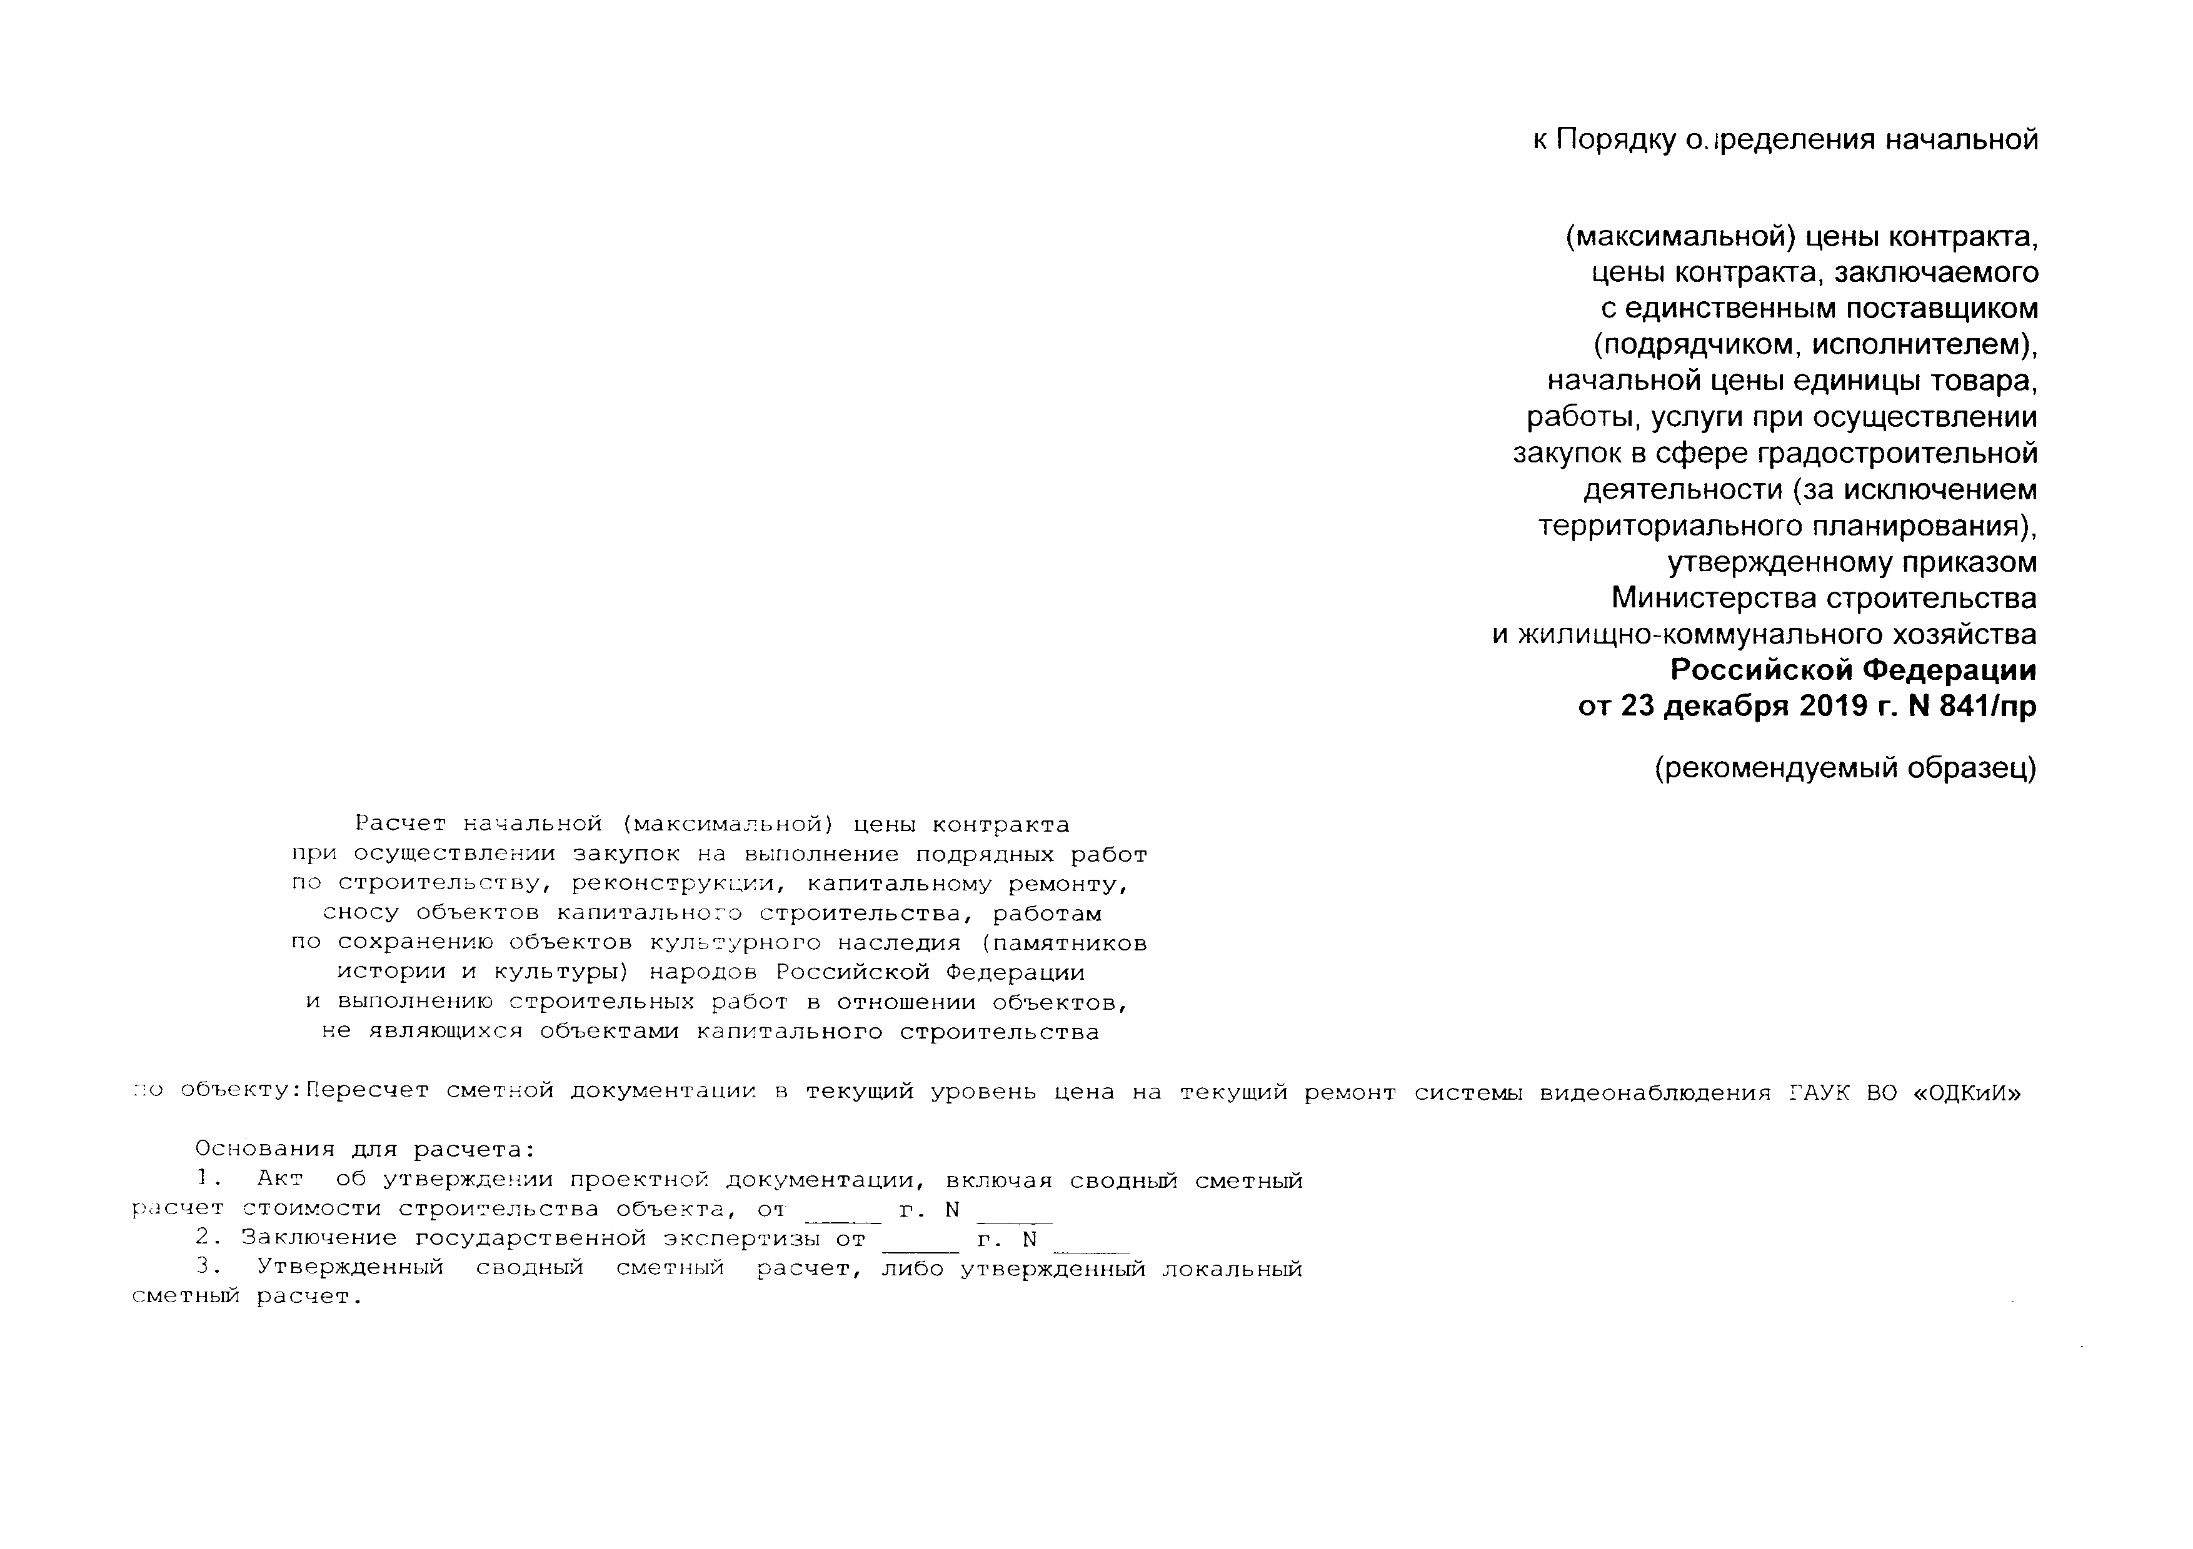 к Порядку определения начальной
(максимальной) цены контракта,
цены контракта, заключаемого
с единственным поставщиком
(подрядчиком, исполнителем),
начальной цены единицы товара,
работы, услуги при осуществлении
закупок в сфере градостроительной
деятельности (за исключением
территориального планирования),
утвержденному приказом
Министерства строительства
и жилищно-коммунального хозяйства
Российской Федерации
от 23 декабря 2019 г. N 841/пр
(рекомендуемый образец)
Расчет начальной (максимальной) цены контракта
при осуществлении закупок на выполнение подрядных работ
по строительству, реконструкции, капитальному ремонту,
сносу объектов капитального строительства, работам
по сохранению объектов культурного наследия (памятников
истории и культуры) народов Российской Федерации
и выполнению строительных работ в отношении объектов,
не являющихся объектами капитального строительства
по объекту:Пересчет сметной документации в текущий уровень цена на текущий ремонт системы видеонаблюдения ГАУК ВО «ОДКиИ»
Основания для расчета:
1. Акт об утверждении проектной документации, включая сводный сметный
расчет стоимости строительства объекта, от _____ г. N _____
2. Заключение государственной экспертизы от _____ г. N _____
3. Утвержденный сводный сметный расчет, либо утвержденный локальный
сметный расчет.